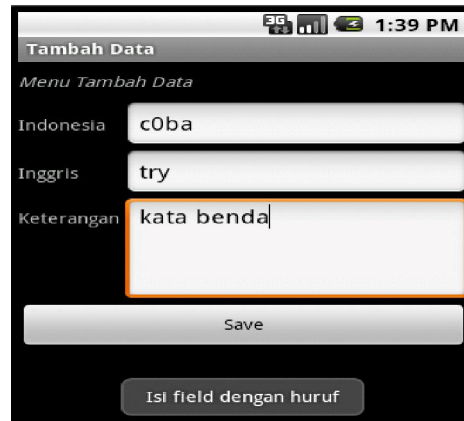 3G 1:39 PM
Tambah Data
Menu Tambah Data
Indonesia c0ba
Inggris try
Keterangan kata benda
Save
Isi field dengan huruf